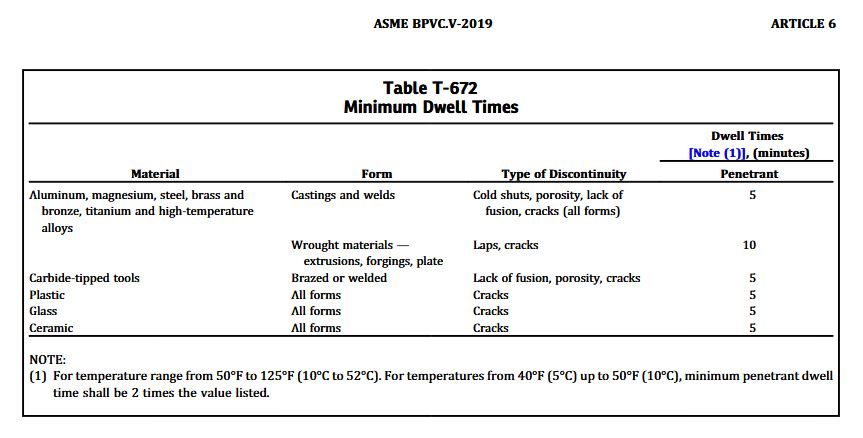 ASME BPVC.V-2019 ARTICLE 6
Table T-672
Minimum Dwell Times
Dwell Times
[Note (1)], (minutes)
Material Form Type of Discontinuity Penetrant
Aluminum, magnesium, steel, brass and Castings and welds Cold shuts, porosity, lack of 5
bronze, titanium and high-temperature fusion, cracks (all forms)
alloys
Wrought materials — Laps, cracks 10
extrusions, forgings, plate
Carbide-tipped tools Brazed or welded Lack of fusion, porosity, cracks 5
Plastic All forms Cracks 5
Glass All forms Cracks 5
Ceramic All forms Cracks 5
NOTE:
(1) For temperature range from 50°F to 125°F (10°C to 52°C). For temperatures from 40°F (5°C) up to 50°F (10°C), minimum penetrant dwell
time shall be 2 times the value listed.